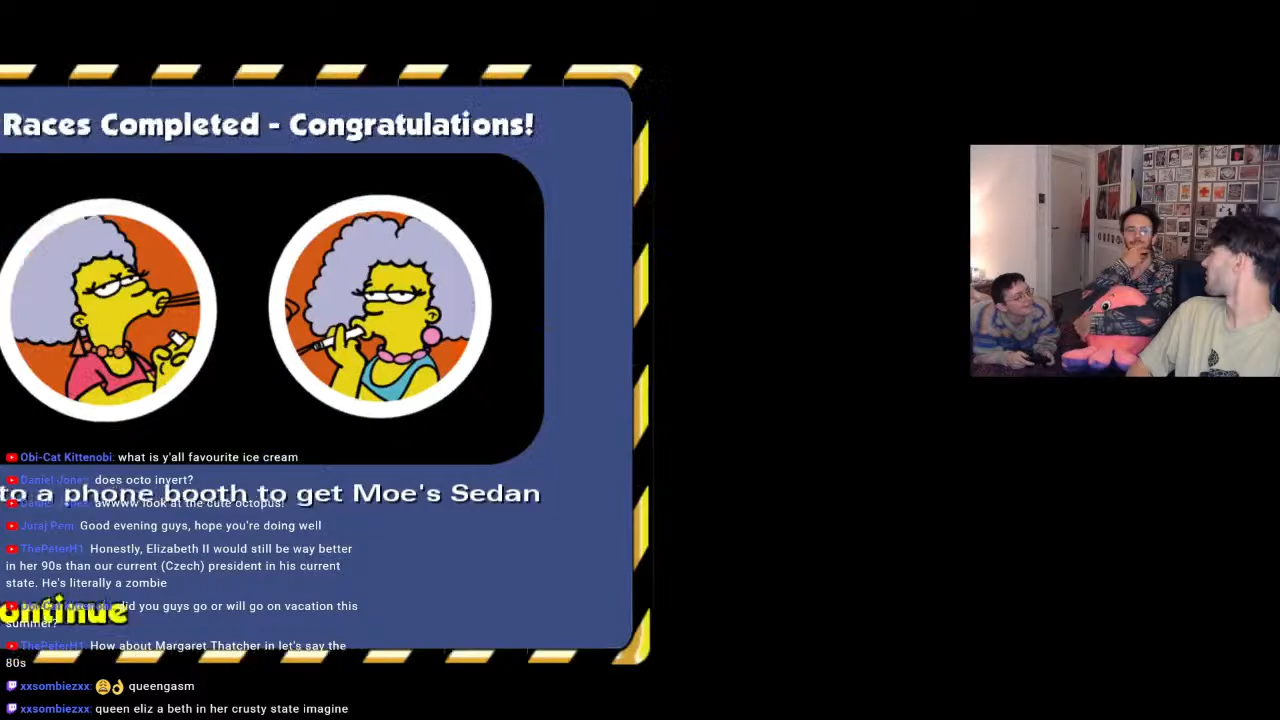 Races Completed - Congratulations!
Obi-Cat Kittenobi: what is y'all favourite ice cream
Daniel Jones: does octo invert?
to a phone booth to get Moe's Sedan
awwww look at the cute octopus!
Juraj Pem: Good evening guys, hope you're doing well
ThePeterH1: Honestly, Elizabeth II would still be way better
in her 90s than our current (Czech) president in his current
state. He's literally a zombie
ontinue
did you guys go or will go on vacation this
summer?
ThePeterH1: How about Margaret Thatcher in let's say the
80s
xxsombiezxx: 😩👌 queengasm
xxsombiezxx: queen eliz a beth in her crusty state imagine